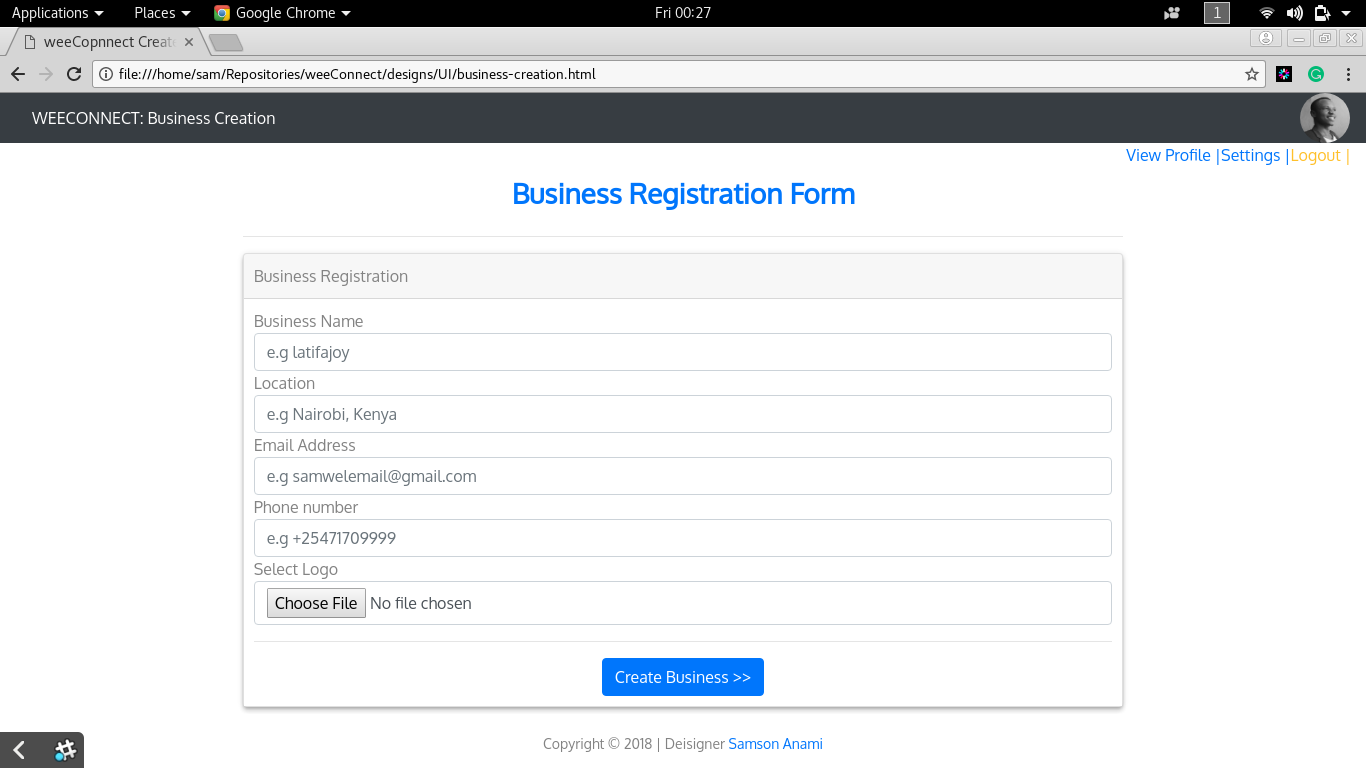 Applications Places Google Chrome Fri 00:27 1
weeCopnnect Create
file:///home/sam/Repositories/weeConnect/designs/UI/business-creation.html
WEECONNECT: Business Creation
View Profile |Settings |Logout |
Business Registration Form
Business Registration
Business Name
e.g latifajoy
Location
e.g Nairobi, Kenya
Email Address
e.g samwelemail@gmail.com
Phone number
e.g +25471709999
Select Logo
Choose File No file chosen
Create Business >>
Copyright © 2018 | Deisigner Samson Anami